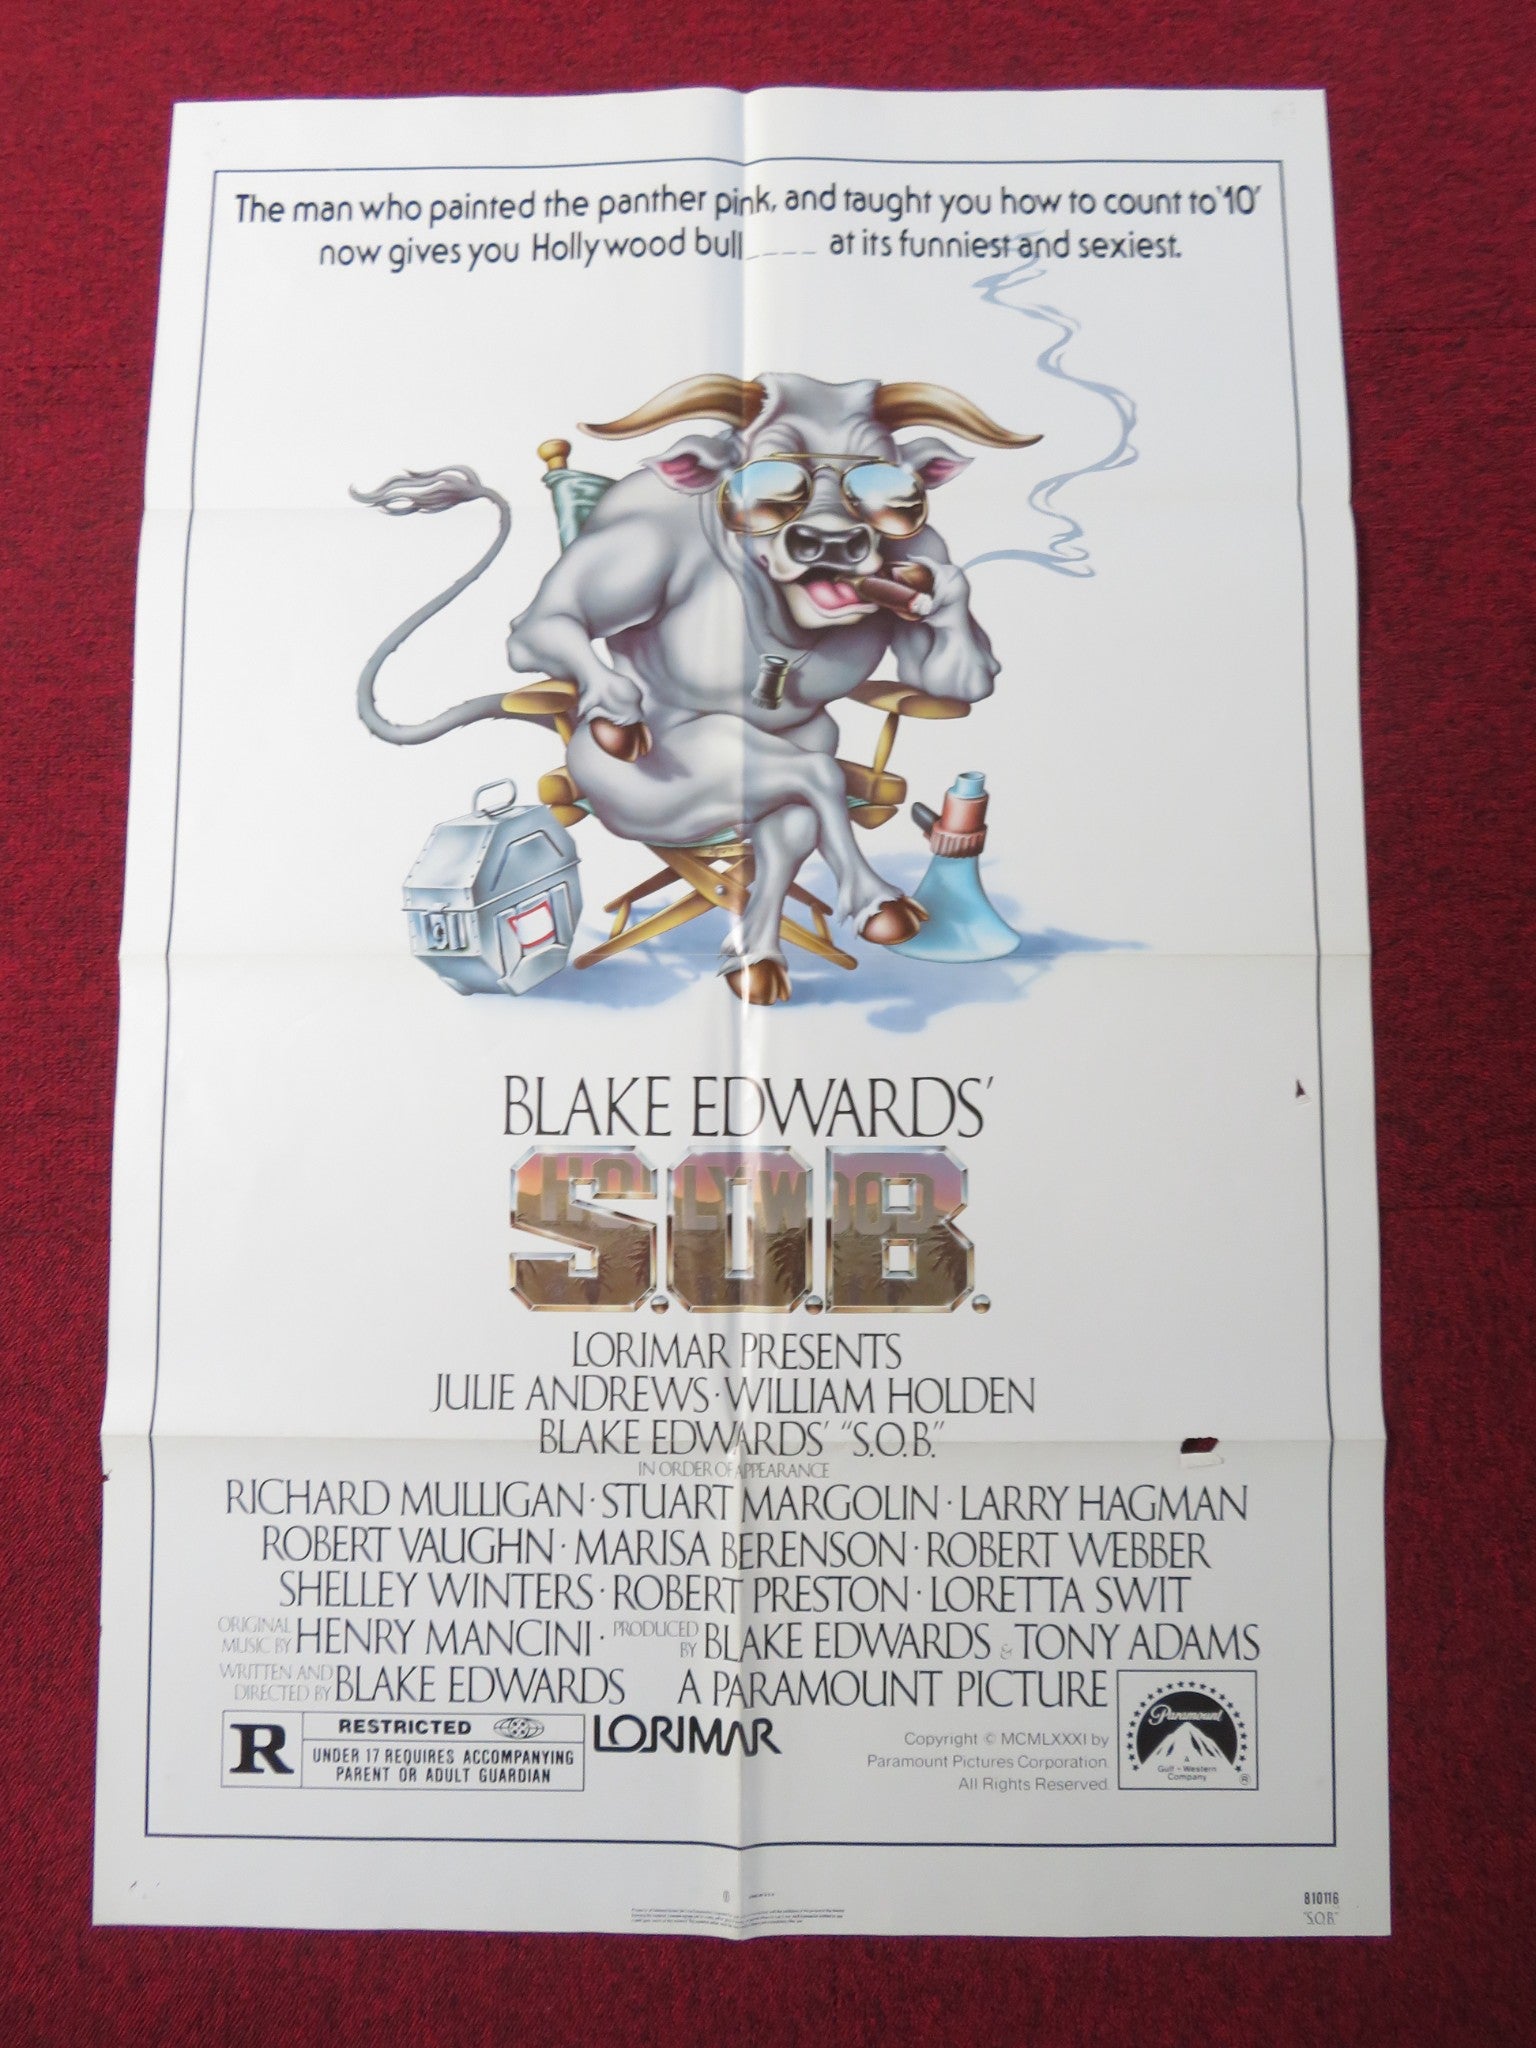 The man who painted the panther pink, and taught you how to count to '10'
now gives you Hollywood bull____ at its funniest and sexiest.
BLAKE EDWARDS'
HOLLYWOOD
S.O.B.
LORIMAR PRESENTS
JULIE ANDREWS · WILLIAM HOLDEN
BLAKE EDWARDS' "S.O.B."
IN ORDER OF APPEARANCE
RICHARD MULLIGAN · STUART MARGOLIN · LARRY HAGMAN
ROBERT VAUGHN · MARISA BERENSON · ROBERT WEBBER
SHELLEY WINTERS · ROBERT PRESTON · LORETTA SWIT
ORIGINAL MUSIC BY HENRY MANCINI · PRODUCED BY BLAKE EDWARDS & TONY ADAMS
WRITTEN AND DIRECTED BY BLAKE EDWARDS A PARAMOUNT PICTURE
R
RESTRICTED
UNDER 17 REQUIRES ACCOMPANYING
PARENT OR ADULT GUARDIAN
LORIMAR
Copyright © MCMLXXXI by
Paramount Pictures Corporation.
All Rights Reserved.
Paramount
A
Gulf + Western
Company
®
810116
"S.O.B."